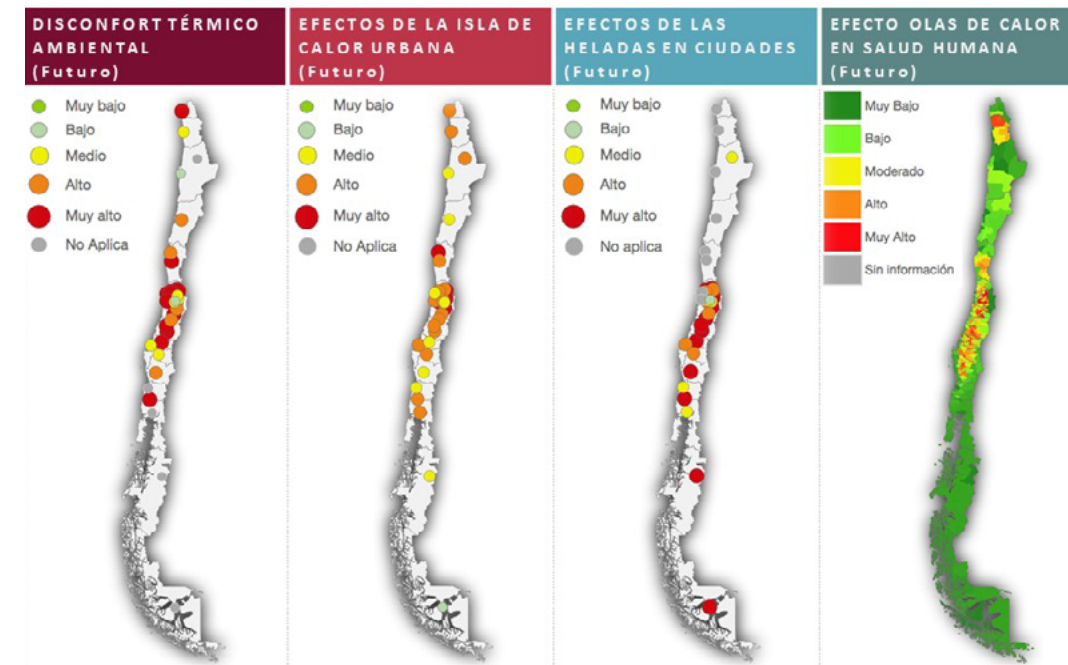 DISCONFORT TÉRMICO
AMBIENTAL
(Futuro)
Muy bajo
Bajo
Medio
Alto
Muy alto
No Aplica
EFECTOS DE LA ISLA DE
CALOR URBANA
(Futuro)
Muy bajo
Bajo
Medio
Alto
Muy alto
No Aplica
EFECTOS DE LAS
HELADAS EN CIUDADES
(Futuro)
Muy bajo
Bajo
Medio
Alto
Muy alto
No aplica
EFECTO OLAS DE CALOR
EN SALUD HUMANA
(Futuro)
Muy Bajo
Bajo
Moderado
Alto
Muy Alto
Sin información